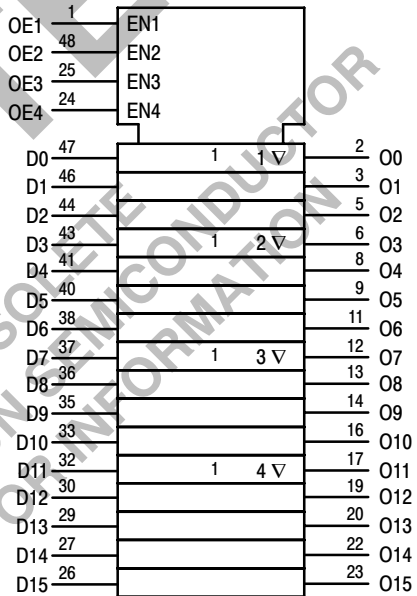 OE1 1 EN1
OE2 48 EN2
OE3 25 EN3
OE4 24 EN4
D0 47 1 1 ∇ 2 O0
D1 46 3 O1
D2 44 5 O2
D3 43 1 2 ∇ 6 O3
D4 41 8 O4
D5 40 9 O5
D6 38 11 O6
D7 37 1 3 ∇ 12 O7
D8 36 13 O8
D9 35 14 O9
D10 33 16 O10
D11 32 1 4 ∇ 17 O11
D12 30 19 O12
D13 29 20 O13
D14 27 22 O14
D15 26 23 O15
SOLETE
N SEMICONDUCTOR
OR INFORMATION